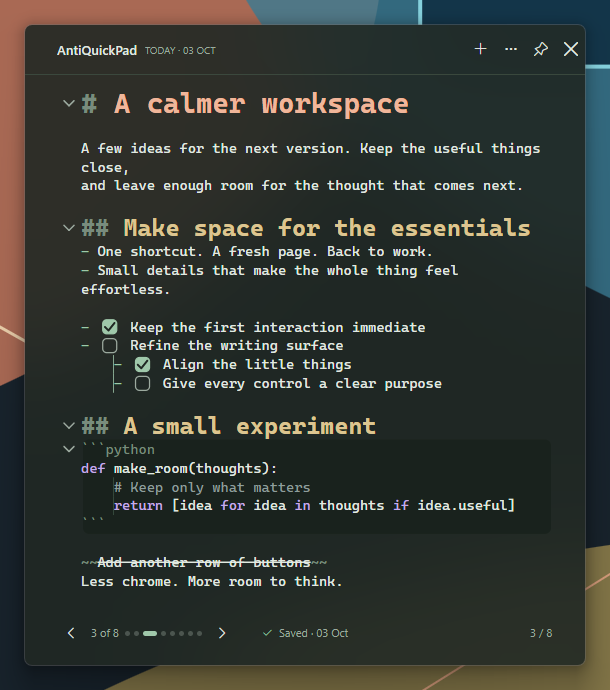 AntiQuickPad TODAY · 03 OCT
# A calmer workspace
A few ideas for the next version. Keep the useful things
close,
and leave enough room for the thought that comes next.
## Make space for the essentials
- One shortcut. A fresh page. Back to work.
- Small details that make the whole thing feel
effortless.
- Keep the first interaction immediate
- Refine the writing surface
- Align the little things
- Give every control a clear purpose
## A small experiment
```python
def make_room(thoughts):
# Keep only what matters
return [idea for idea in thoughts if idea.useful]
```
~~Add another row of buttons~~
Less chrome. More room to think.
3 of 8 Saved · 03 Oct 3 / 8